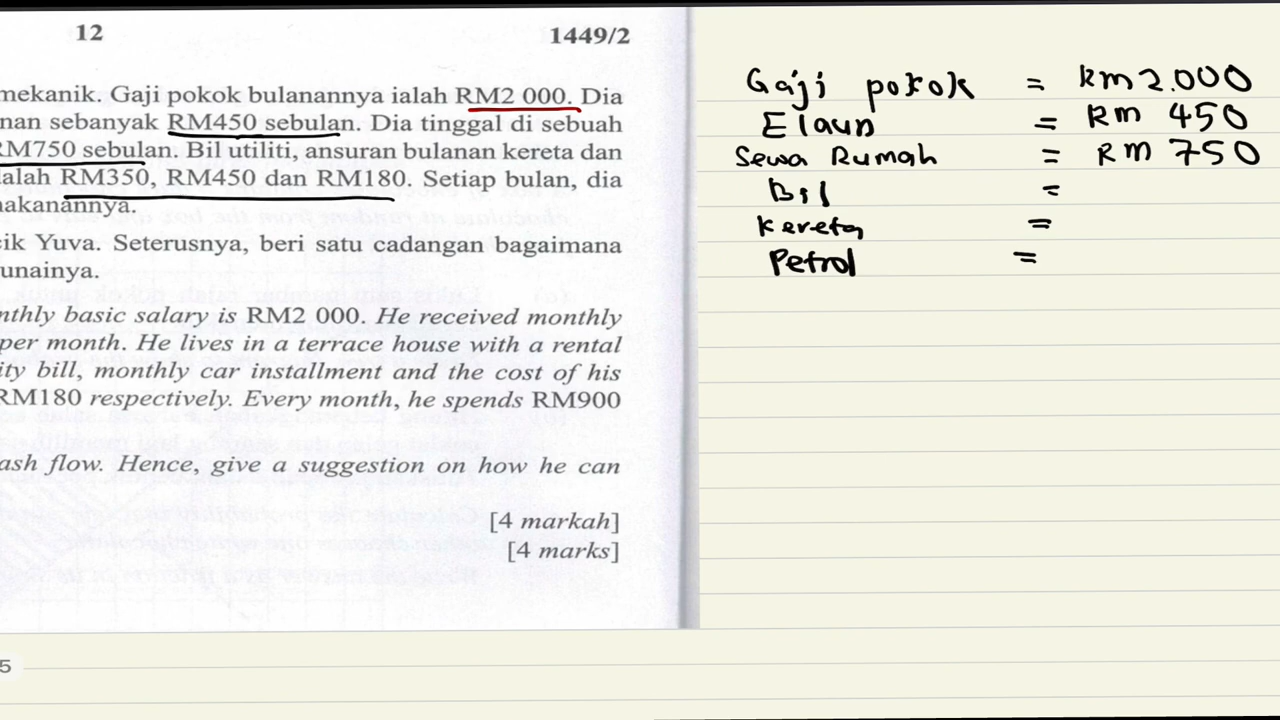 12
1449/2
mekanik. Gaji pokok bulanannya ialah RM2 000. Dia
nan sebanyak RM450 sebulan. Dia tinggal di sebuah
RM750 sebulan. Bil utiliti, ansuran bulanan kereta dan
alah RM350, RM450 dan RM180. Setiap bulan, dia
nakanannya.
cik Yuva. Seterusnya, beri satu cadangan bagaimana
unainya.
nthly basic salary is RM2 000. He received monthly
per month. He lives in a terrace house with a rental
ity bill, monthly car installment and the cost of his
RM180 respectively. Every month, he spends RM900
ash flow. Hence, give a suggestion on how he can
[4 markah]
[4 marks]
5
Gaji pokok = RM2.000
Elaun = RM 450
Sewa Rumah = RM 750
Bil =
Kereta =
Petrol =